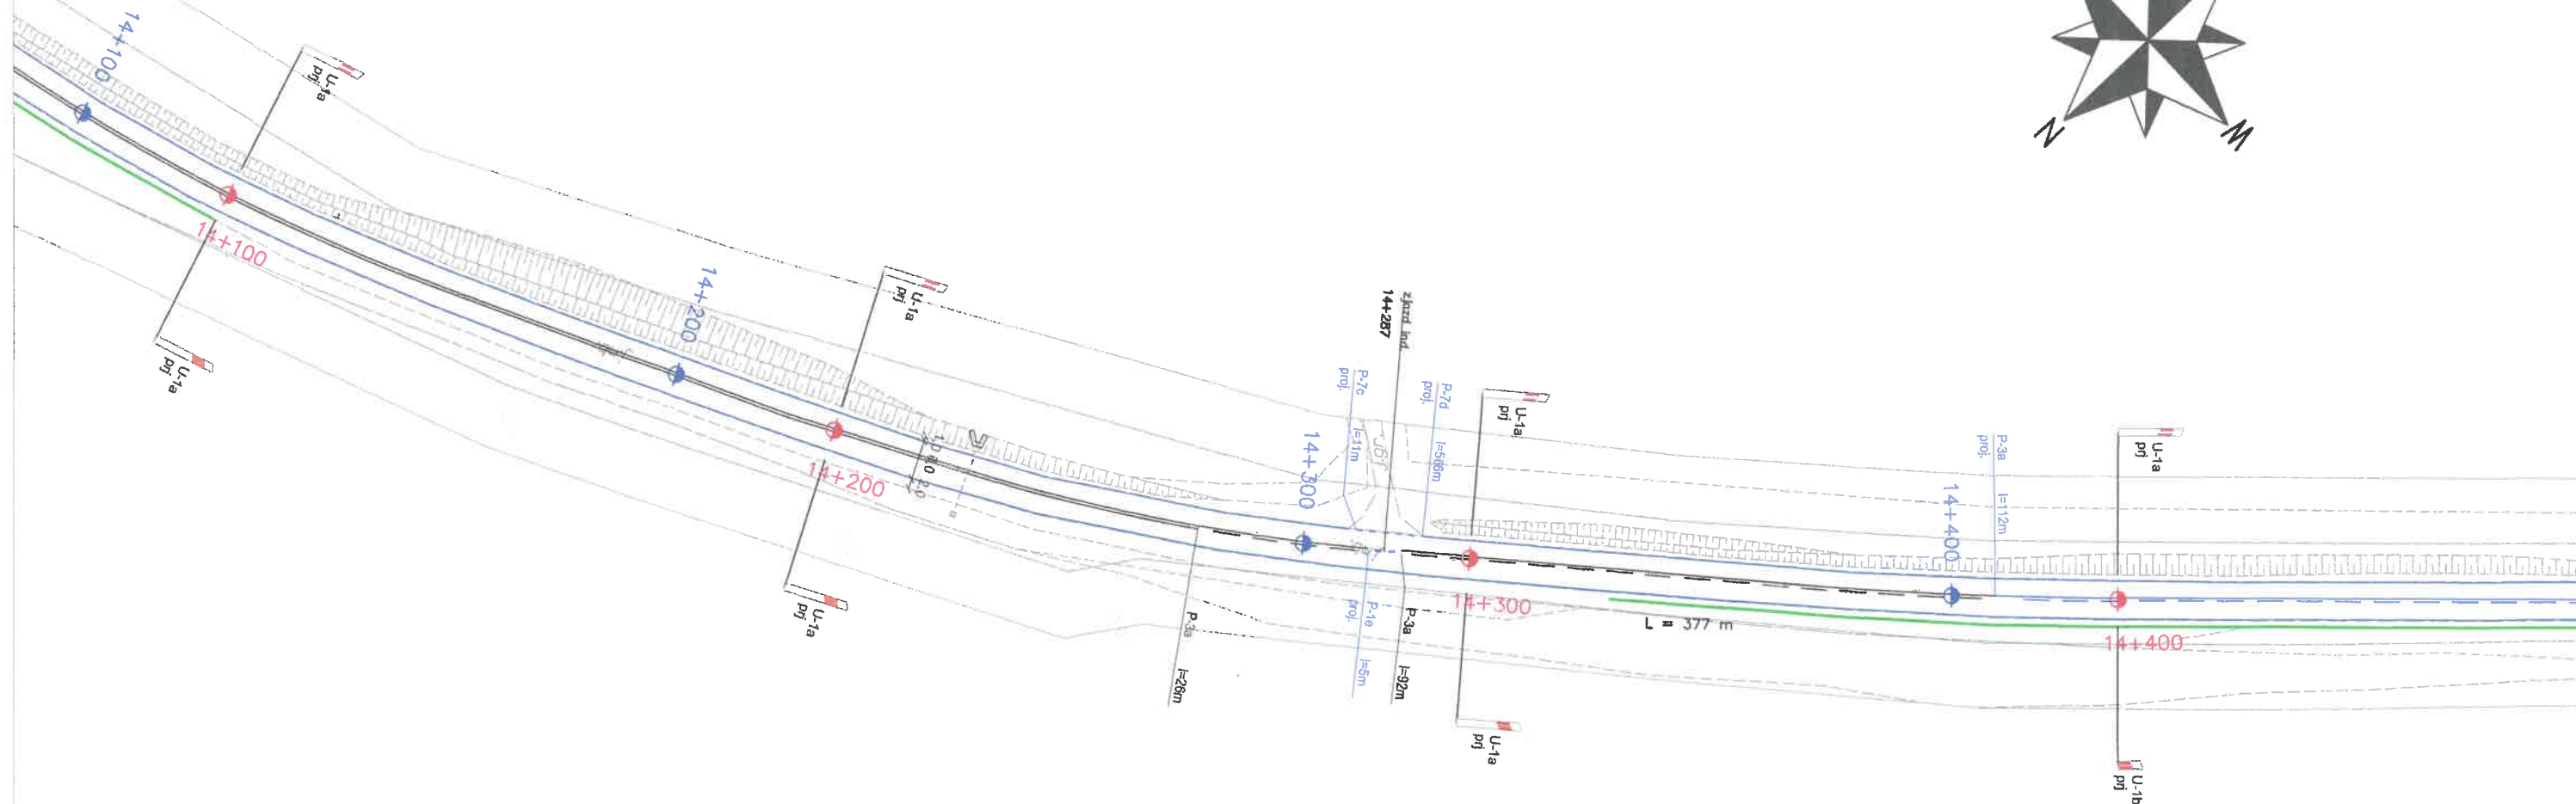 14+100
U-1a
prj
14+100
U-1a
prj
14+200
U-1a
prj
14+200
U-1a
prj
zjazd ind.
14+287
P-7c
proj.
l=11m
P-7d
proj.
l=566m
14+300
U-1a
prj
P-3a
l=26m
P-1e
proj.
l=5m
P-3a
l=92m
14+300
U-1a
prj
L = 377 m
P-3a
proj.
l=112m
14+400
U-1a
prj
14+400
U-1b
prj
N
W